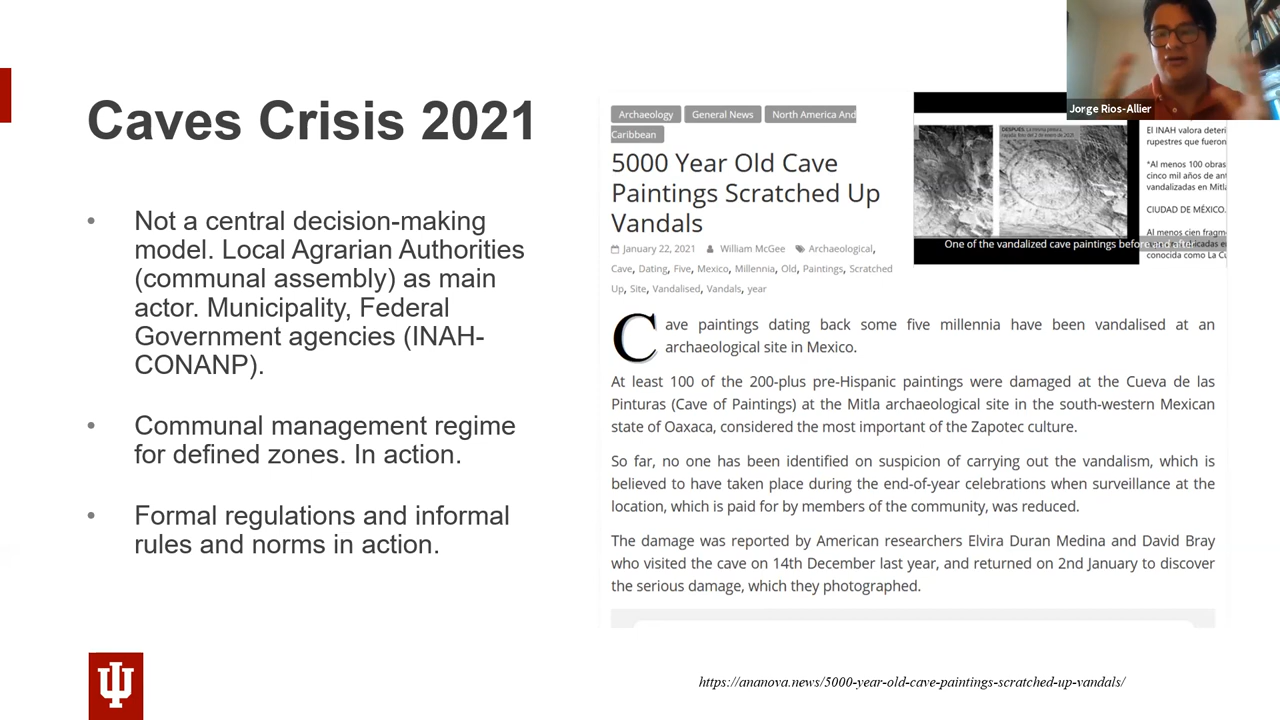 Caves Crisis 2021
• Not a central decision-making
model. Local Agrarian Authorities
(communal assembly) as main
actor. Municipality, Federal
Government agencies (INAH-
CONANP).
• Communal management regime
for defined zones. In action.
• Formal regulations and informal
rules and norms in action.
Archaeology General News North America And
Caribbean
5000 Year Old Cave
Paintings Scratched Up
Vandals
January 22, 2021 William McGee Archaeological,
Cave, Dating, Five, Mexico, Millennia, Old, Paintings, Scratched
Up, Site, Vandalised, Vandals, year
El INAH valora deteri
rupestres que fueron
"Al menos 100 obras
cinco mil años de ant
vandalizadas en Mitl
CIUDAD DE MÉXICO.
Al menos cien fragm
conocida como La Cu
One of the vandalized cave paintings before and after
Cave paintings dating back some five millennia have been vandalised at an
archaeological site in Mexico.
At least 100 of the 200-plus pre-Hispanic paintings were damaged at the Cueva de las
Pinturas (Cave of Paintings) at the Mitla archaeological site in the south-western Mexican
state of Oaxaca, considered the most important of the Zapotec culture.
So far, no one has been identified on suspicion of carrying out the vandalism, which is
believed to have taken place during the end-of-year celebrations when surveillance at the
location, which is paid for by members of the community, was reduced.
The damage was reported by American researchers Elvira Duran Medina and David Bray
who visited the cave on 14th December last year, and returned on 2nd January to discover
the serious damage, which they photographed.
https://ananova.news/5000-year-old-cave-paintings-scratched-up-vandals/
Jorge Rios-Allier